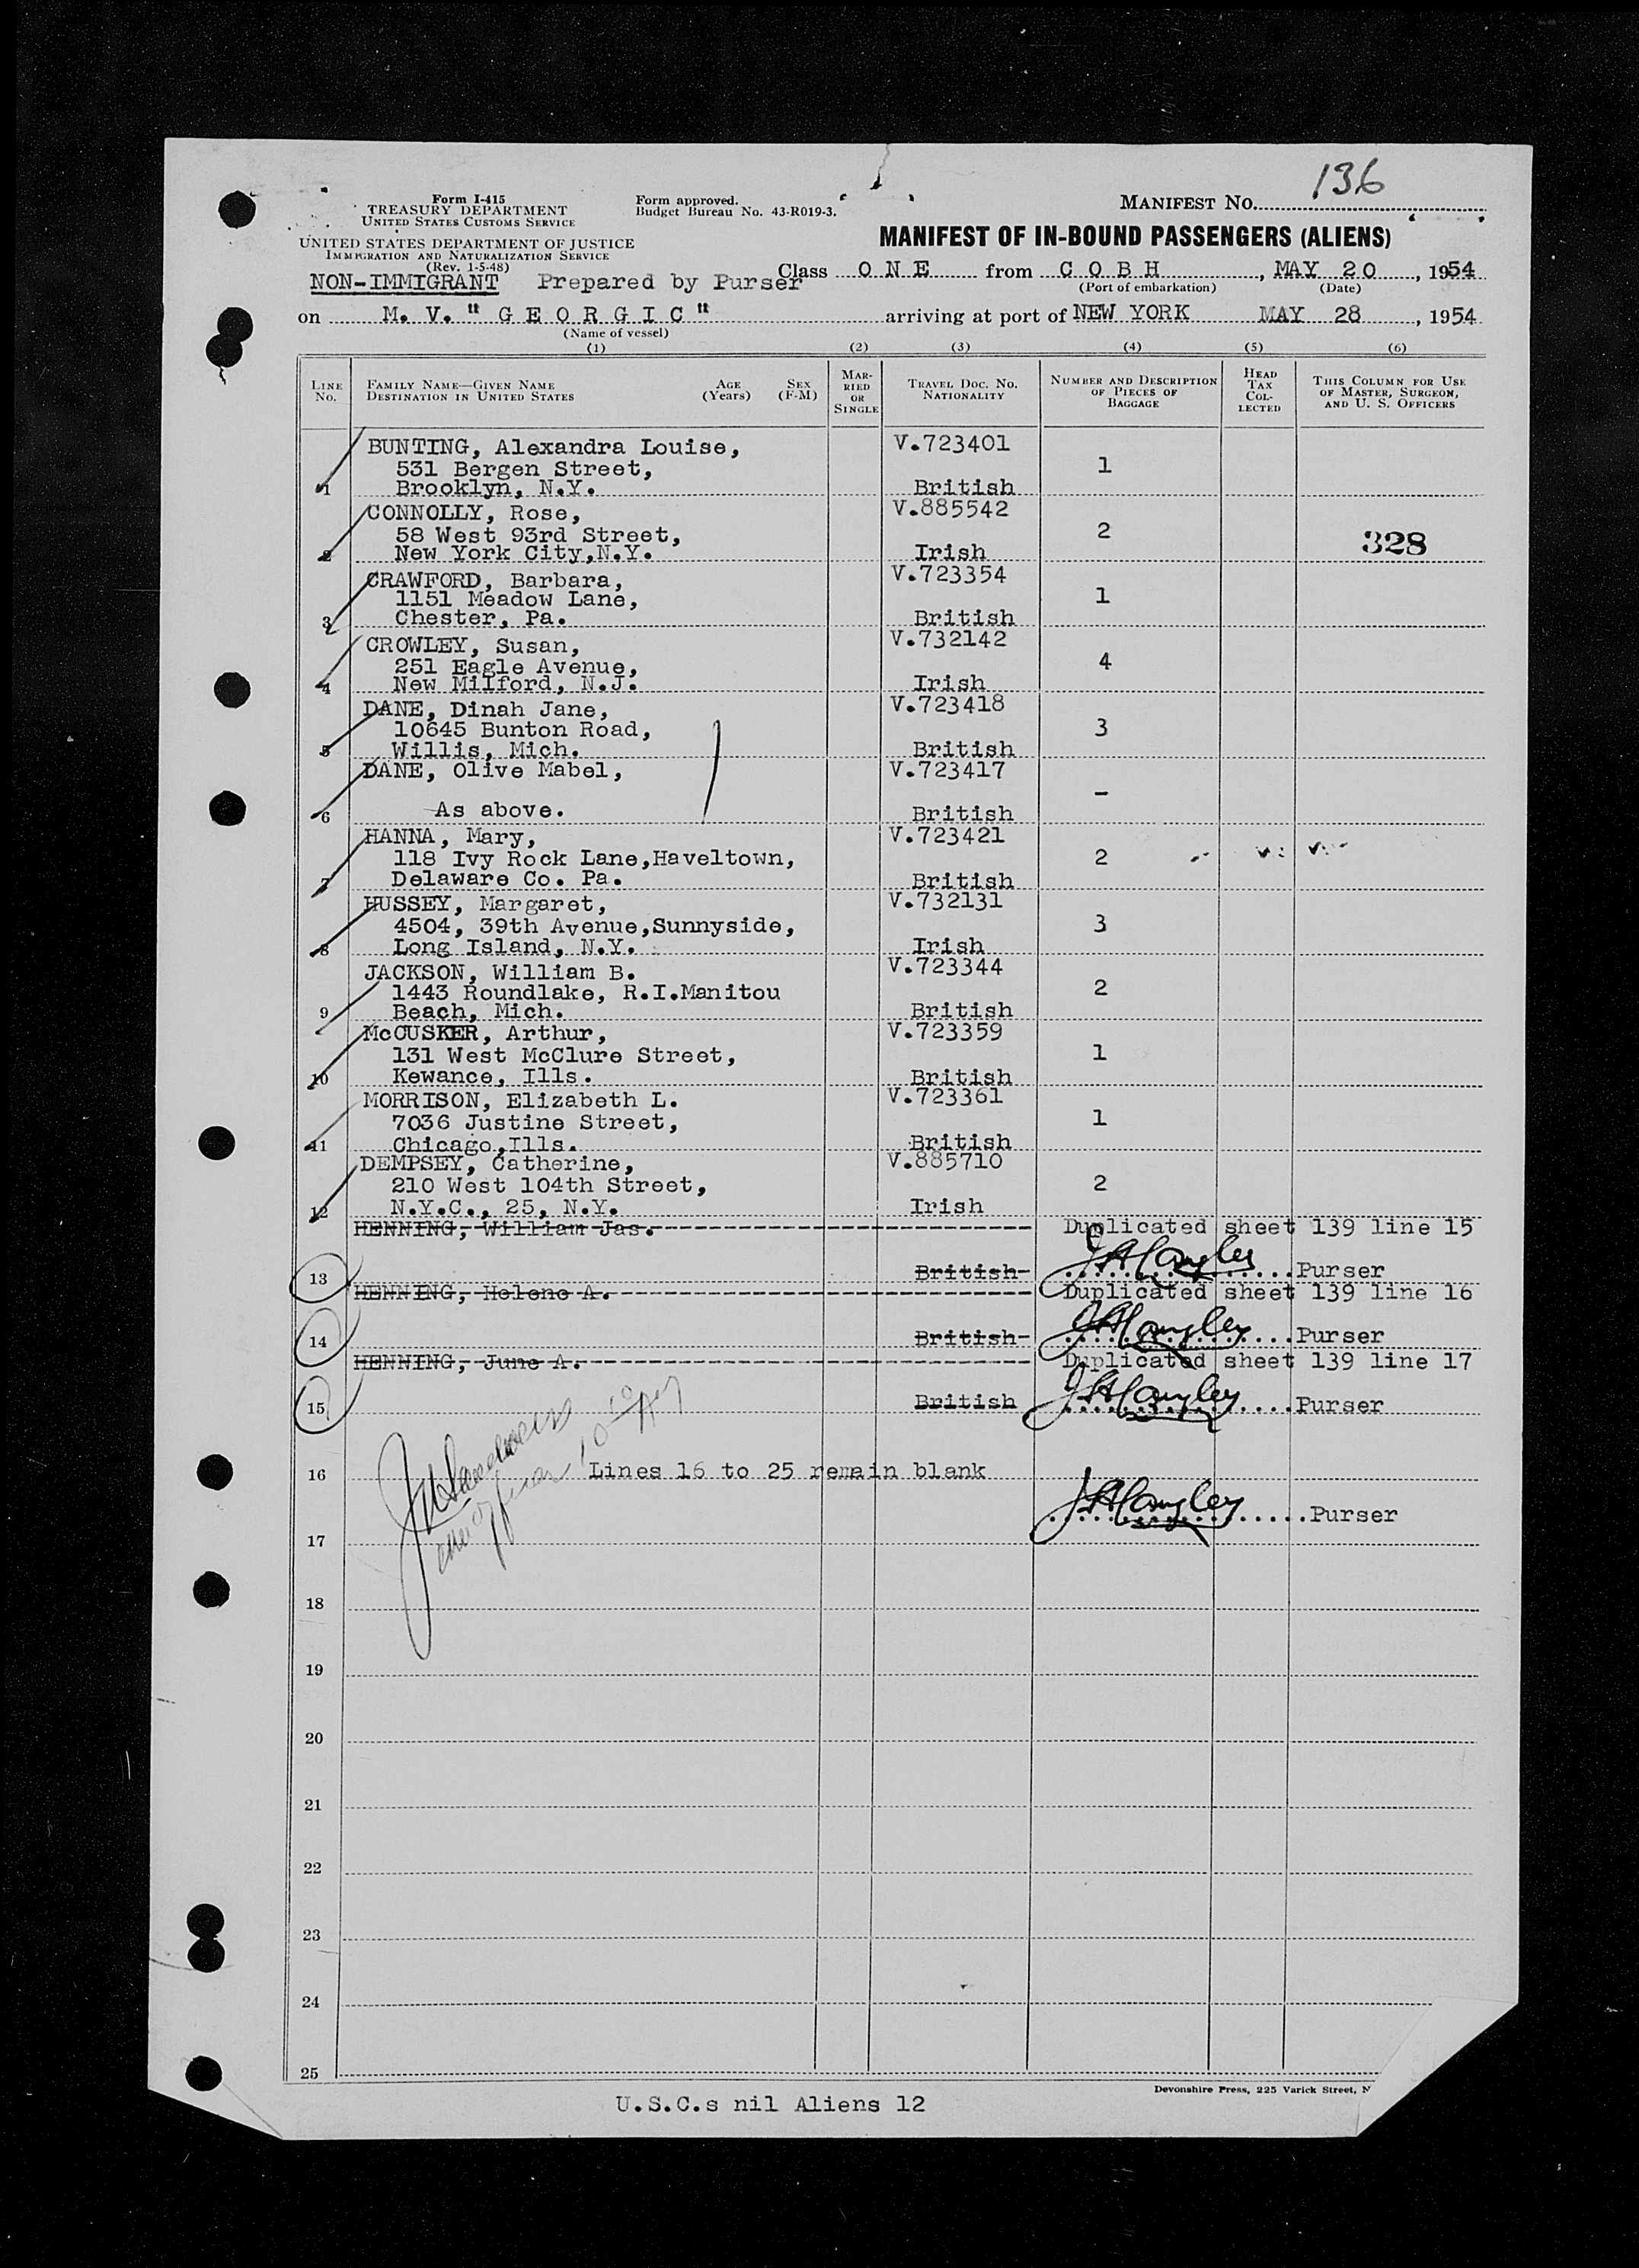 136
Form I-415
TREASURY DEPARTMENT
UNITED STATES CUSTOMS SERVICE
Form approved.
Budget Bureau No. 43-R019-3.
MANIFEST NO.
UNITED STATES DEPARTMENT OF JUSTICE
IMMIGRATION AND NATURALIZATION SERVICE
(Rev. 1-5-48)
MANIFEST OF IN-BOUND PASSENGERS (ALIENS)
NON-IMMIGRANT Prepared by Purser Class O N E from C O B H, MAY 20, 1954
(Port of embarkation) (Date)
on M. V. " G E O R G I C " arriving at port of NEW YORK MAY 28, 1954
(Name of vessel)
(1) (2) (3) (4) (5) (6)
LINE NO. FAMILY NAME—GIVEN NAME DESTINATION IN UNITED STATES AGE (Years) SEX (F-M) MARRIED OR SINGLE TRAVEL DOC. NO. NATIONALITY NUMBER AND DESCRIPTION OF PIECES OF BAGGAGE HEAD TAX COLLECTED THIS COLUMN FOR USE OF MASTER, SURGEON, AND U. S. OFFICERS
BUNTING, Alexandra Louise, V.723401
531 Bergen Street, 1
1 Brooklyn, N.Y. British
CONNOLLY, Rose, V.885542
58 West 93rd Street, 2
2 New York City,N.Y. Irish 328
CRAWFORD, Barbara, V.723354
1151 Meadow Lane, 1
3 Chester, Pa. British
CROWLEY, Susan, V.732142
251 Eagle Avenue, 4
4 New Milford, N.J. Irish
DANE, Dinah Jane, V.723418
10645 Bunton Road, 3
5 Willis, Mich. British
DANE, Olive Mabel, V.723417
-
6 As above. British
HANNA, Mary, V.723421
118 Ivy Rock Lane,Haveltown, 2
7 Delaware Co. Pa. British
HUSSEY, Margaret, V.732131
4504, 39th Avenue,Sunnyside, 3
8 Long Island, N.Y. Irish
JACKSON, William B. V.723344
1443 Roundlake, R.I.Manitou 2
9 Beach, Mich. British
McCUSKER, Arthur, V.723359
131 West McClure Street, 1
10 Kewance, Ills. British
MORRISON, Elizabeth L. V.723361
7036 Justine Street, 1
11 Chicago,Ills. British
DEMPSEY, Catherine, V.885710
210 West 104th Street, 2
12 N.Y.C., 25, N.Y. Irish
HENNING, William Jas. Duplicated sheet 139 line 15
13 British JALangley Purser
HENNING, Helene A. Duplicated sheet 139 line 16
14 British JALangley Purser
HENNING, June A. Duplicated sheet 139 line 17
15 British JALangley Purser
16 Lines 16 to 25 remain blank
JALangley Purser
17
18
19
20
21
22
23
24
25
Devonshire Press, 225 Varick Street, N
U.S.C.s nil Aliens 12